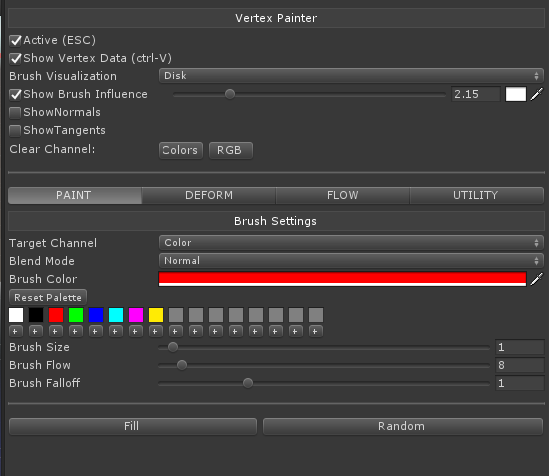 Vertex Painter
Active (ESC)
Show Vertex Data (ctrl-V)
Brush Visualization Disk
Show Brush Influence 2.15
ShowNormals
ShowTangents
Clear Channel: Colors RGB
PAINT DEFORM FLOW UTILITY
Brush Settings
Target Channel Color
Blend Mode Normal
Brush Color
Reset Palette
+ + + + + + + + + + + + + + + +
Brush Size 1
Brush Flow 8
Brush Falloff 1
Fill Random